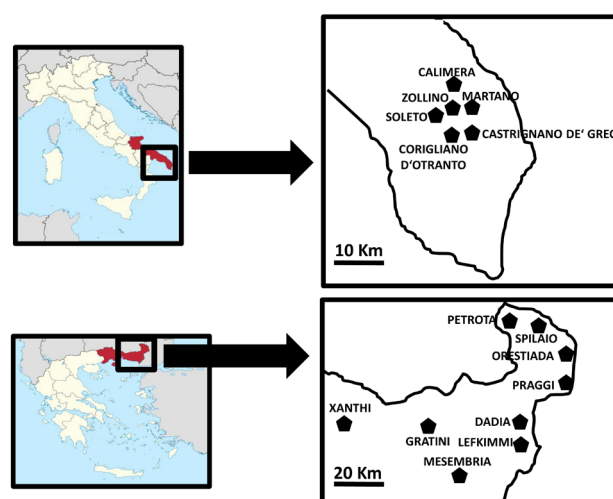 CALIMERA
ZOLLINO MARTANO
SOLETO
CASTRIGNANO DE' GREC
CORIGLIANO
D'OTRANTO
10 Km
PETROTA
SPILAIO
ORESTIADA
PRAGGI
XANTHI
DADIA
GRATINI
LEFKIMMI
MESEMBRIA
20 Km